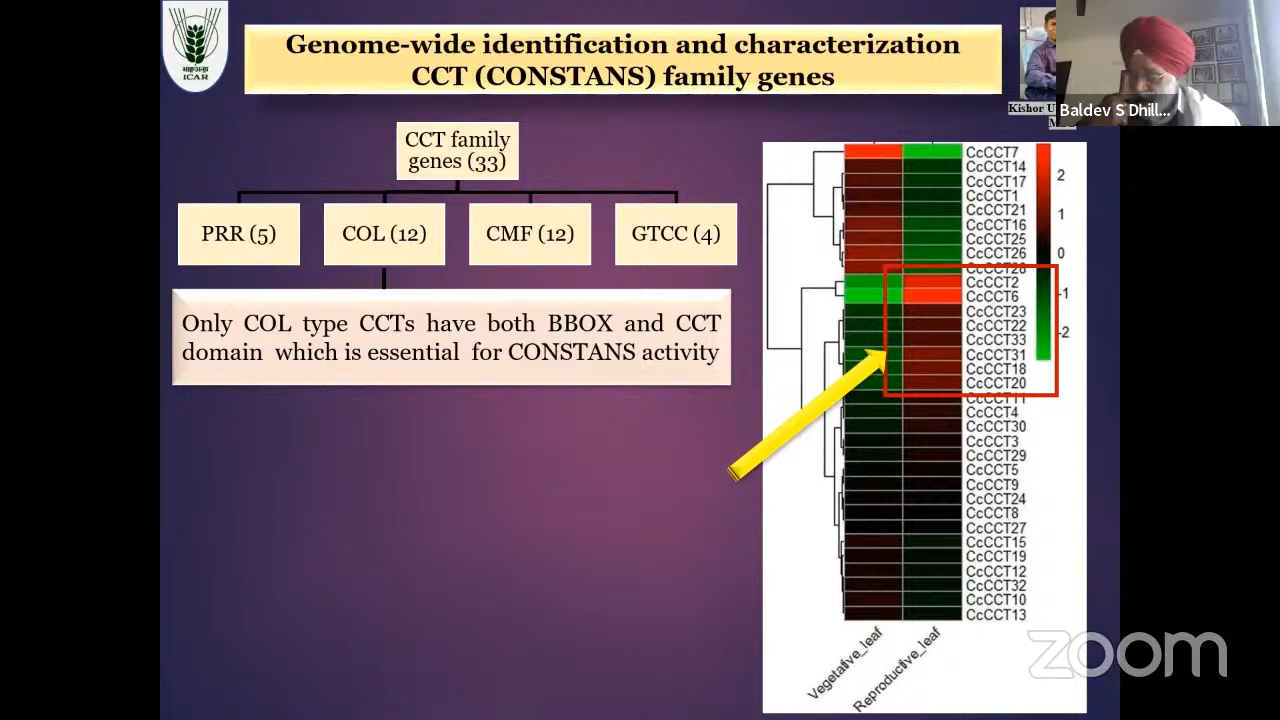 Genome-wide identification and characterization
CCT (CONSTANS) family genes
भाकृअनुप
ICAR
Kishor U
Baldev S Dhill...
CCT family
genes (33)
PRR (5)
COL (12)
CMF (12)
GTCC (4)
Only COL type CCTs have both BBOX and CCT
domain which is essential for CONSTANS activity
CcCCT7
CcCCT14
CcCCT17
CcCCT1
CcCCT21
CcCCT16
CcCCT25
CcCCT26
CcCCT28
CcCCT2
CcCCT6
CcCCT23
CcCCT22
CcCCT33
CcCCT31
CcCCT18
CcCCT20
CcCCT11
CcCCT4
CcCCT30
CcCCT3
CcCCT29
CcCCT5
CcCCT9
CcCCT24
CcCCT8
CcCCT27
CcCCT15
CcCCT19
CcCCT12
CcCCT32
CcCCT10
CcCCT13
2
1
0
-1
-2
Vegetative_leaf
Reproductive_leaf
zoom